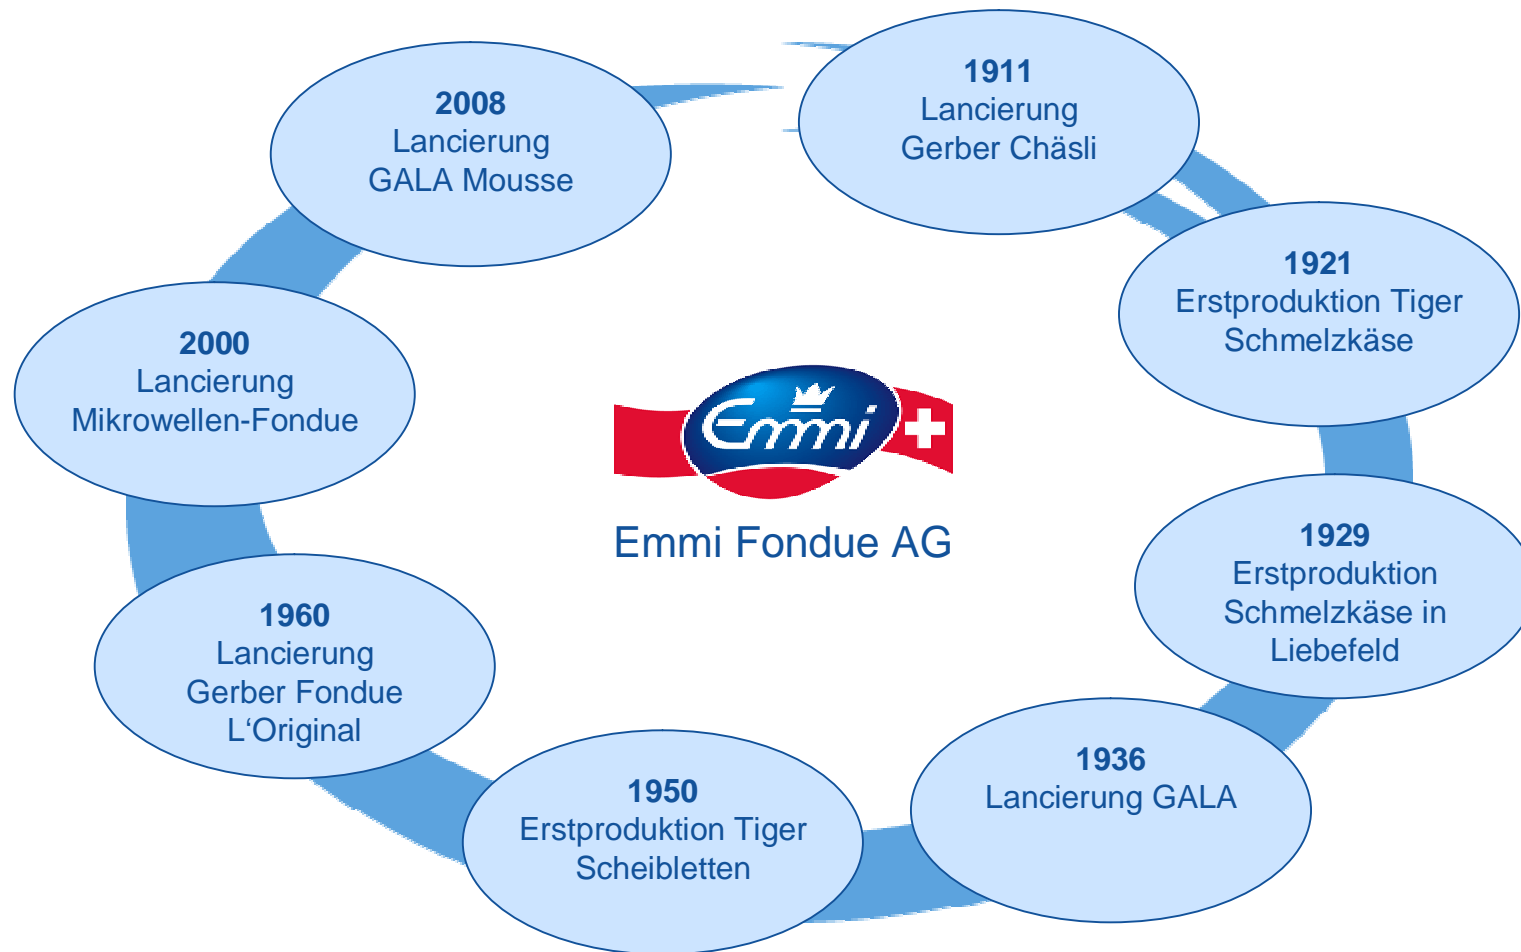 1911
Lancierung
Gerber Chäsli
1921
Erstproduktion Tiger
Schmelzkäse
1929
Erstproduktion
Schmelzkäse in
Liebefeld
1936
Lancierung GALA
1950
Erstproduktion Tiger
Scheibletten
1960
Lancierung
Gerber Fondue
L‘Original
2000
Lancierung
Mikrowellen-Fondue
2008
Lancierung
GALA Mousse
Emmi
Emmi Fondue AG